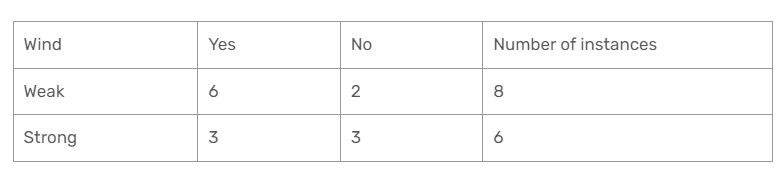 Wind Yes No Number of instances
Weak 6 2 8
Strong 3 3 6